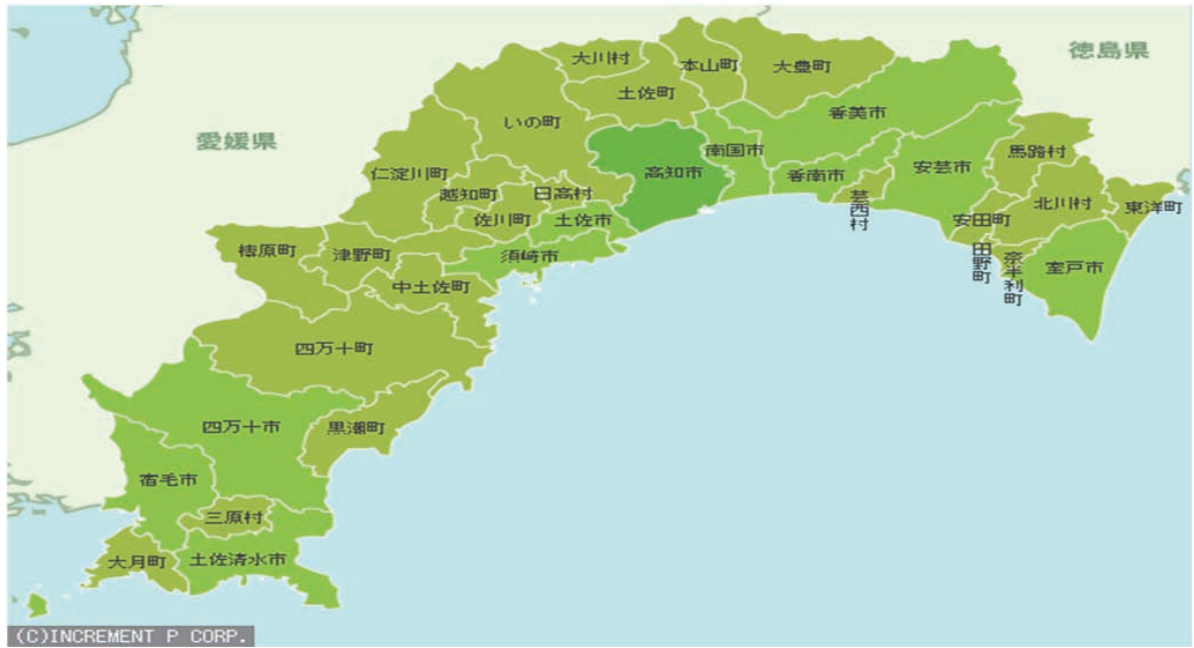 徳島県
愛媛県
大川村
本山町
大豊町
土佐町
いの町
香美市
南国市
高知市
香南市
安芸市
馬路村
仁淀川町
越知町
日高村
芸西村
北川村
東洋町
佐川町
土佐市
安田町
田野町
奈半利町
室戸市
梼原町
津野町
須崎市
中土佐町
四万十町
四万十市
黒潮町
宿毛市
三原村
大月町
土佐清水市
(C)INCREMENT P CORP.